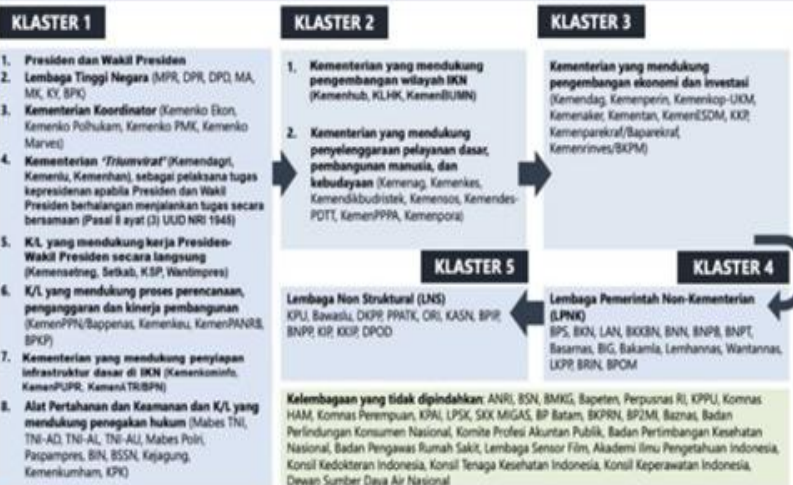 KLASTER 1
1. Presiden dan Wakil Presiden
2. Lembaga Tinggi Negara (MPR, DPR, DPD, MA,
MK, KY, BPK)
3. Kementerian Koordinator (Kemenko Ekon,
Kemenko Polhukam, Kemenko PMK, Kemenko
Marves)
4. Kementerian 'Triumvirat' (Kemendagri,
Kemenlu, Kemenhan), sebagai pelaksana tugas
kepresidenan apabila Presiden dan Wakil
Presiden berhalangan menjalankan tugas secara
bersamaan (Pasal 8 ayat (3) UUD NRI 1945)
5. K/L yang mendukung kerja Presiden-
Wakil Presiden secara langsung
(Kemensetneg, Setkab, KSP, Wantimpres)
6. K/L yang mendukung proses perencanaan,
penganggaran dan kinerja pembangunan
(KemenPPN/Bappenas, Kemenkeu, KemenPANRB,
BPKP)
7. Kementerian yang mendukung penyiapan
infrastruktur dasar di IKN (Kemenkominfo,
KemenPUPR, KemenATR/BPN)
8. Alat Pertahanan dan Keamanan dan K/L yang
mendukung penegakan hukum (Mabes TNI,
TNI-AD, TNI-AL, TNI-AU, Mabes Polri,
Paspampres, BIN, BSSN, Kejagung,
Kemenkumham, KPK)
KLASTER 2
1. Kementerian yang mendukung
pengembangan wilayah IKN
(Kemenhub, KLHK, KemenBUMN)
2. Kementerian yang mendukung
penyelenggaraan pelayanan dasar,
pembangunan manusia, dan
kebudayaan (Kemenag, Kemenkes,
Kemendikbudristek, Kemensos, Kemendes-
PDTT, KemenPPPA, Kemenpora)
KLASTER 3
Kementerian yang mendukung
pengembangan ekonomi dan investasi
(Kemendag, Kemenperin, Kemenkop-UKM,
Kemenaker, Kementan, KemenESDM, KKP,
Kemenparekraf/Baparekraf,
Kemeninves/BKPM)
KLASTER 4
Lembaga Pemerintah Non-Kementerian
(LPNK)
BPS, BKN, LAN, BKKBN, BNN, BNPB, BNPT,
Basarnas, BIG, Bakamla, Lemhannas, Wantannas,
LKPP, BRIN, BPOM
KLASTER 5
Lembaga Non Struktural (LNS)
KPU, Bawaslu, DKPP, PPATK, ORI, KASN, BPIP,
BNPP, KIP, KKIP, DPOD
Kelembagaan yang tidak dipindahkan: ANRI, BSN, BMKG, Bapeten, Perpusnas RI, KPPU, Komnas
HAM, Komnas Perempuan, KPAI, LPSK, SKK MIGAS, BP Batam, BKPRN, BP2MI, Baznas, Badan
Perlindungan Konsumen Nasional, Komite Profesi Akuntan Publik, Badan Pertimbangan Kesehatan
Nasional, Badan Pengawas Rumah Sakit, Lembaga Sensor Film, Akademi Ilmu Pengetahuan Indonesia,
Konsil Kedokteran Indonesia, Konsil Tenaga Kesehatan Indonesia, Konsil Keperawatan Indonesia,
Dewan Sumber Daya Air Nasional